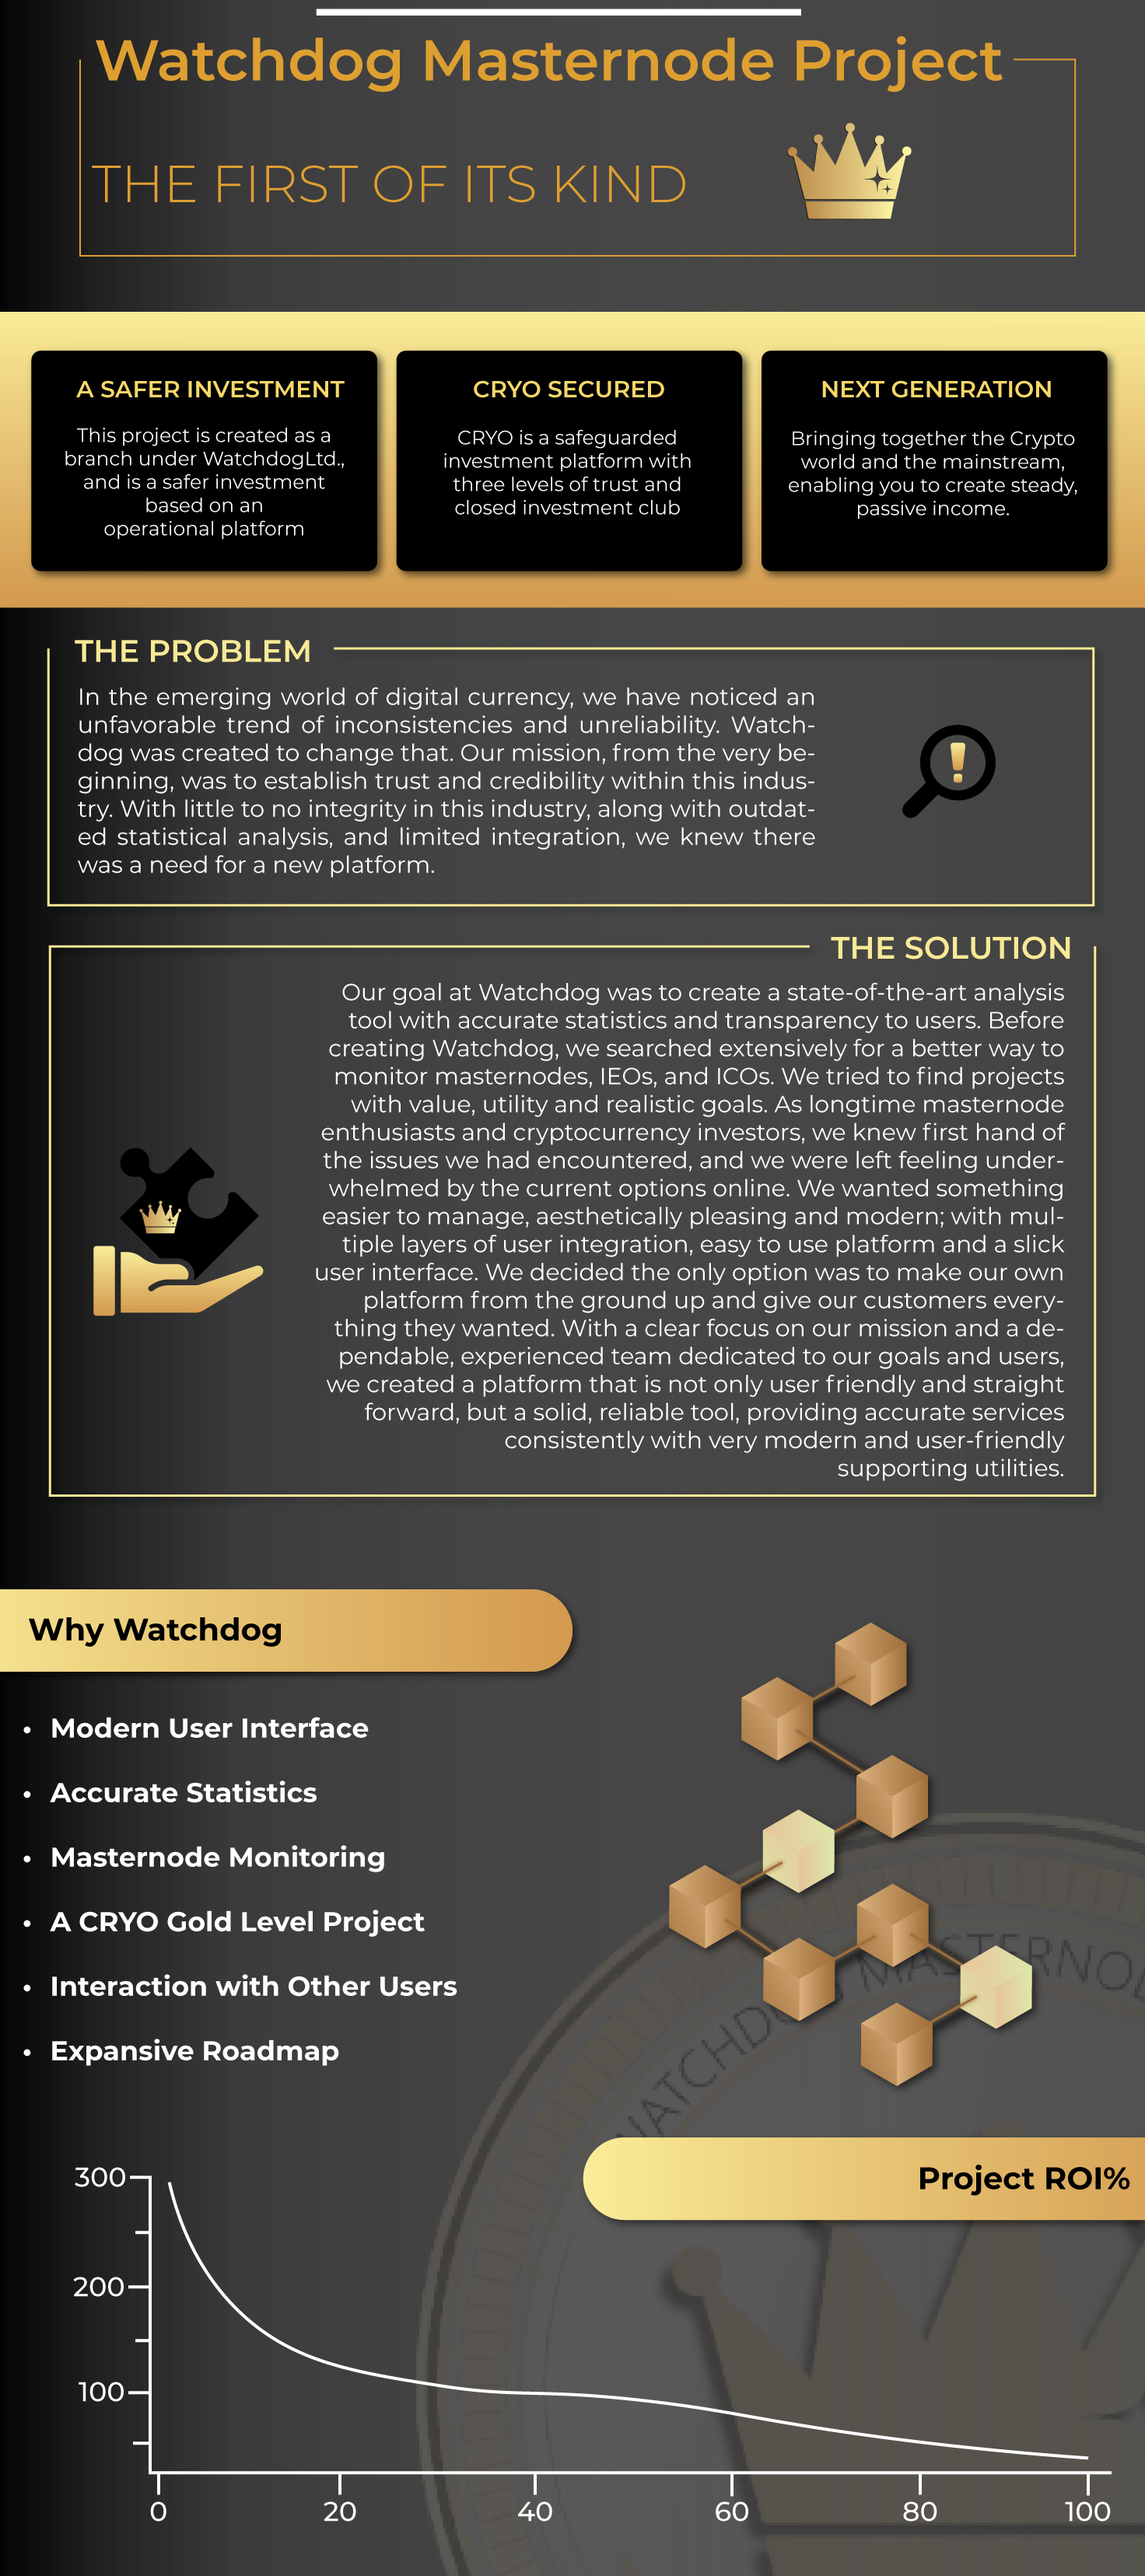 Watchdog Masternode Project
THE FIRST OF ITS KIND
A SAFER INVESTMENT
This project is created as a
branch under WatchdogLtd.,
and is a safer investment
based on an
operational platform
CRYO SECURED
CRYO is a safeguarded
investment platform with
three levels of trust and
closed investment club
NEXT GENERATION
Bringing together the Crypto
world and the mainstream,
enabling you to create steady,
passive income.
THE PROBLEM
In the emerging world of digital currency, we have noticed an
unfavorable trend of inconsistencies and unreliability. Watch-
dog was created to change that. Our mission, from the very be-
ginning, was to establish trust and credibility within this indus-
try. With little to no integrity in this industry, along with outdat-
ed statistical analysis, and limited integration, we knew there
was a need for a new platform.
THE SOLUTION
Our goal at Watchdog was to create a state-of-the-art analysis
tool with accurate statistics and transparency to users. Before
creating Watchdog, we searched extensively for a better way to
monitor masternodes, IEOs, and ICOs. We tried to find projects
with value, utility and realistic goals. As longtime masternode
enthusiasts and cryptocurrency investors, we knew first hand of
the issues we had encountered, and we were left feeling under-
whelmed by the current options online. We wanted something
easier to manage, aesthetically pleasing and modern; with mul-
tiple layers of user integration, easy to use platform and a slick
user interface. We decided the only option was to make our own
platform from the ground up and give our customers every-
thing they wanted. With a clear focus on our mission and a de-
pendable, experienced team dedicated to our goals and users,
we created a platform that is not only user friendly and straight
forward, but a solid, reliable tool, providing accurate services
consistently with very modern and user-friendly
supporting utilities.
Why Watchdog
• Modern User Interface
• Accurate Statistics
• Masternode Monitoring
• A CRYO Gold Level Project
• Interaction with Other Users
• Expansive Roadmap
Project ROI%
300
200
100
0 20 40 60 80 100